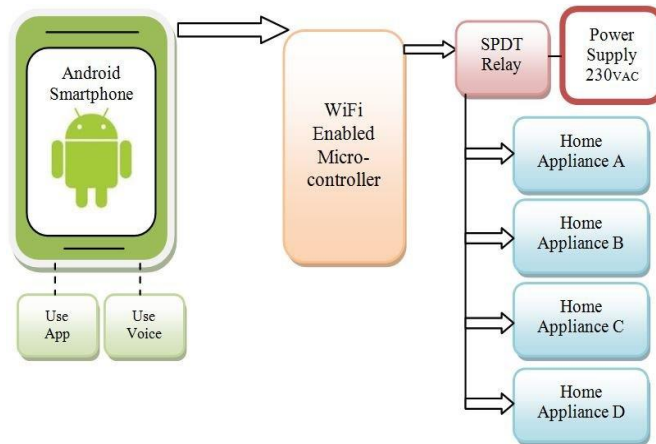 Android
Smartphone
WiFi
Enabled
Micro-
controller
SPDT
Relay
Power
Supply
230VAC
Home
Appliance A
Home
Appliance B
Home
Appliance C
Home
Appliance D
Use
App
Use
Voice